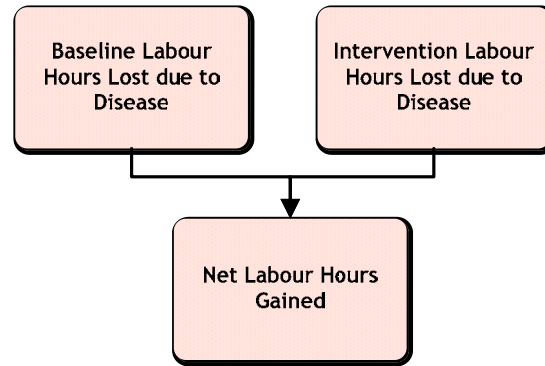 Baseline Labour
Hours Lost due to
Disease
Intervention Labour
Hours Lost due to
Disease
Net Labour Hours
Gained